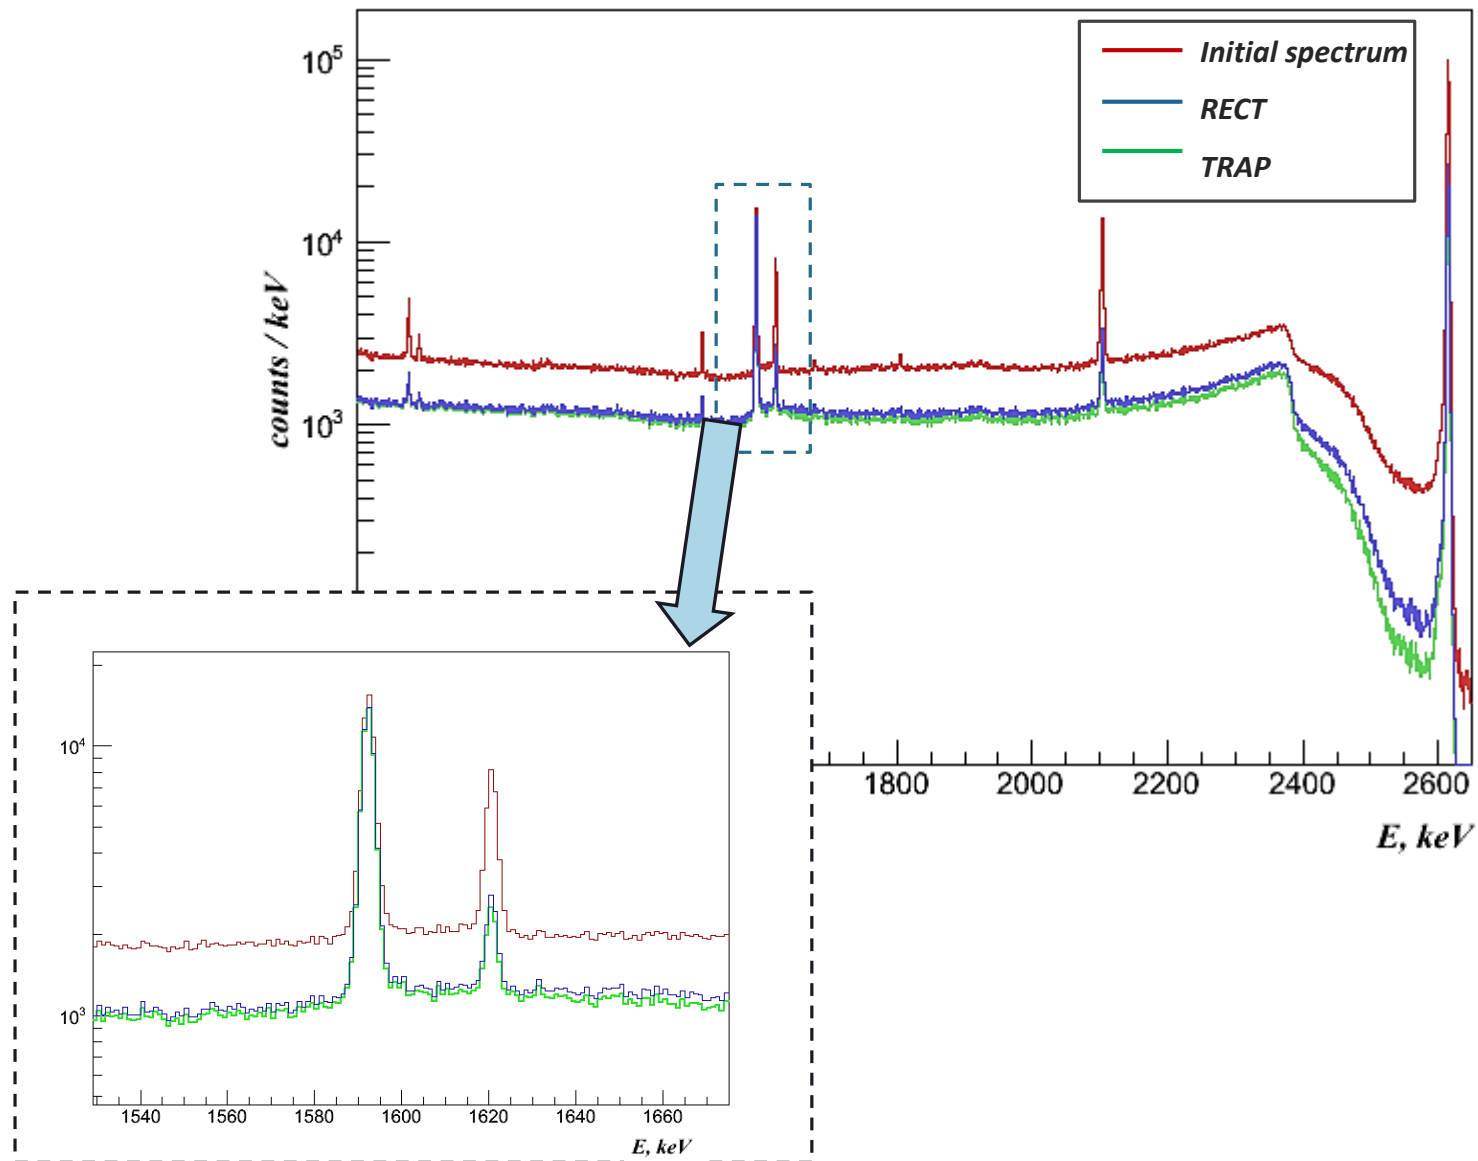 Initial spectrum
RECT
TRAP
10⁵
10⁴
10³
counts / keV
1800 2000 2200 2400 2600
E, keV
10⁴
10³
1540 1560 1580 1600 1620 1640 1660
E, keV